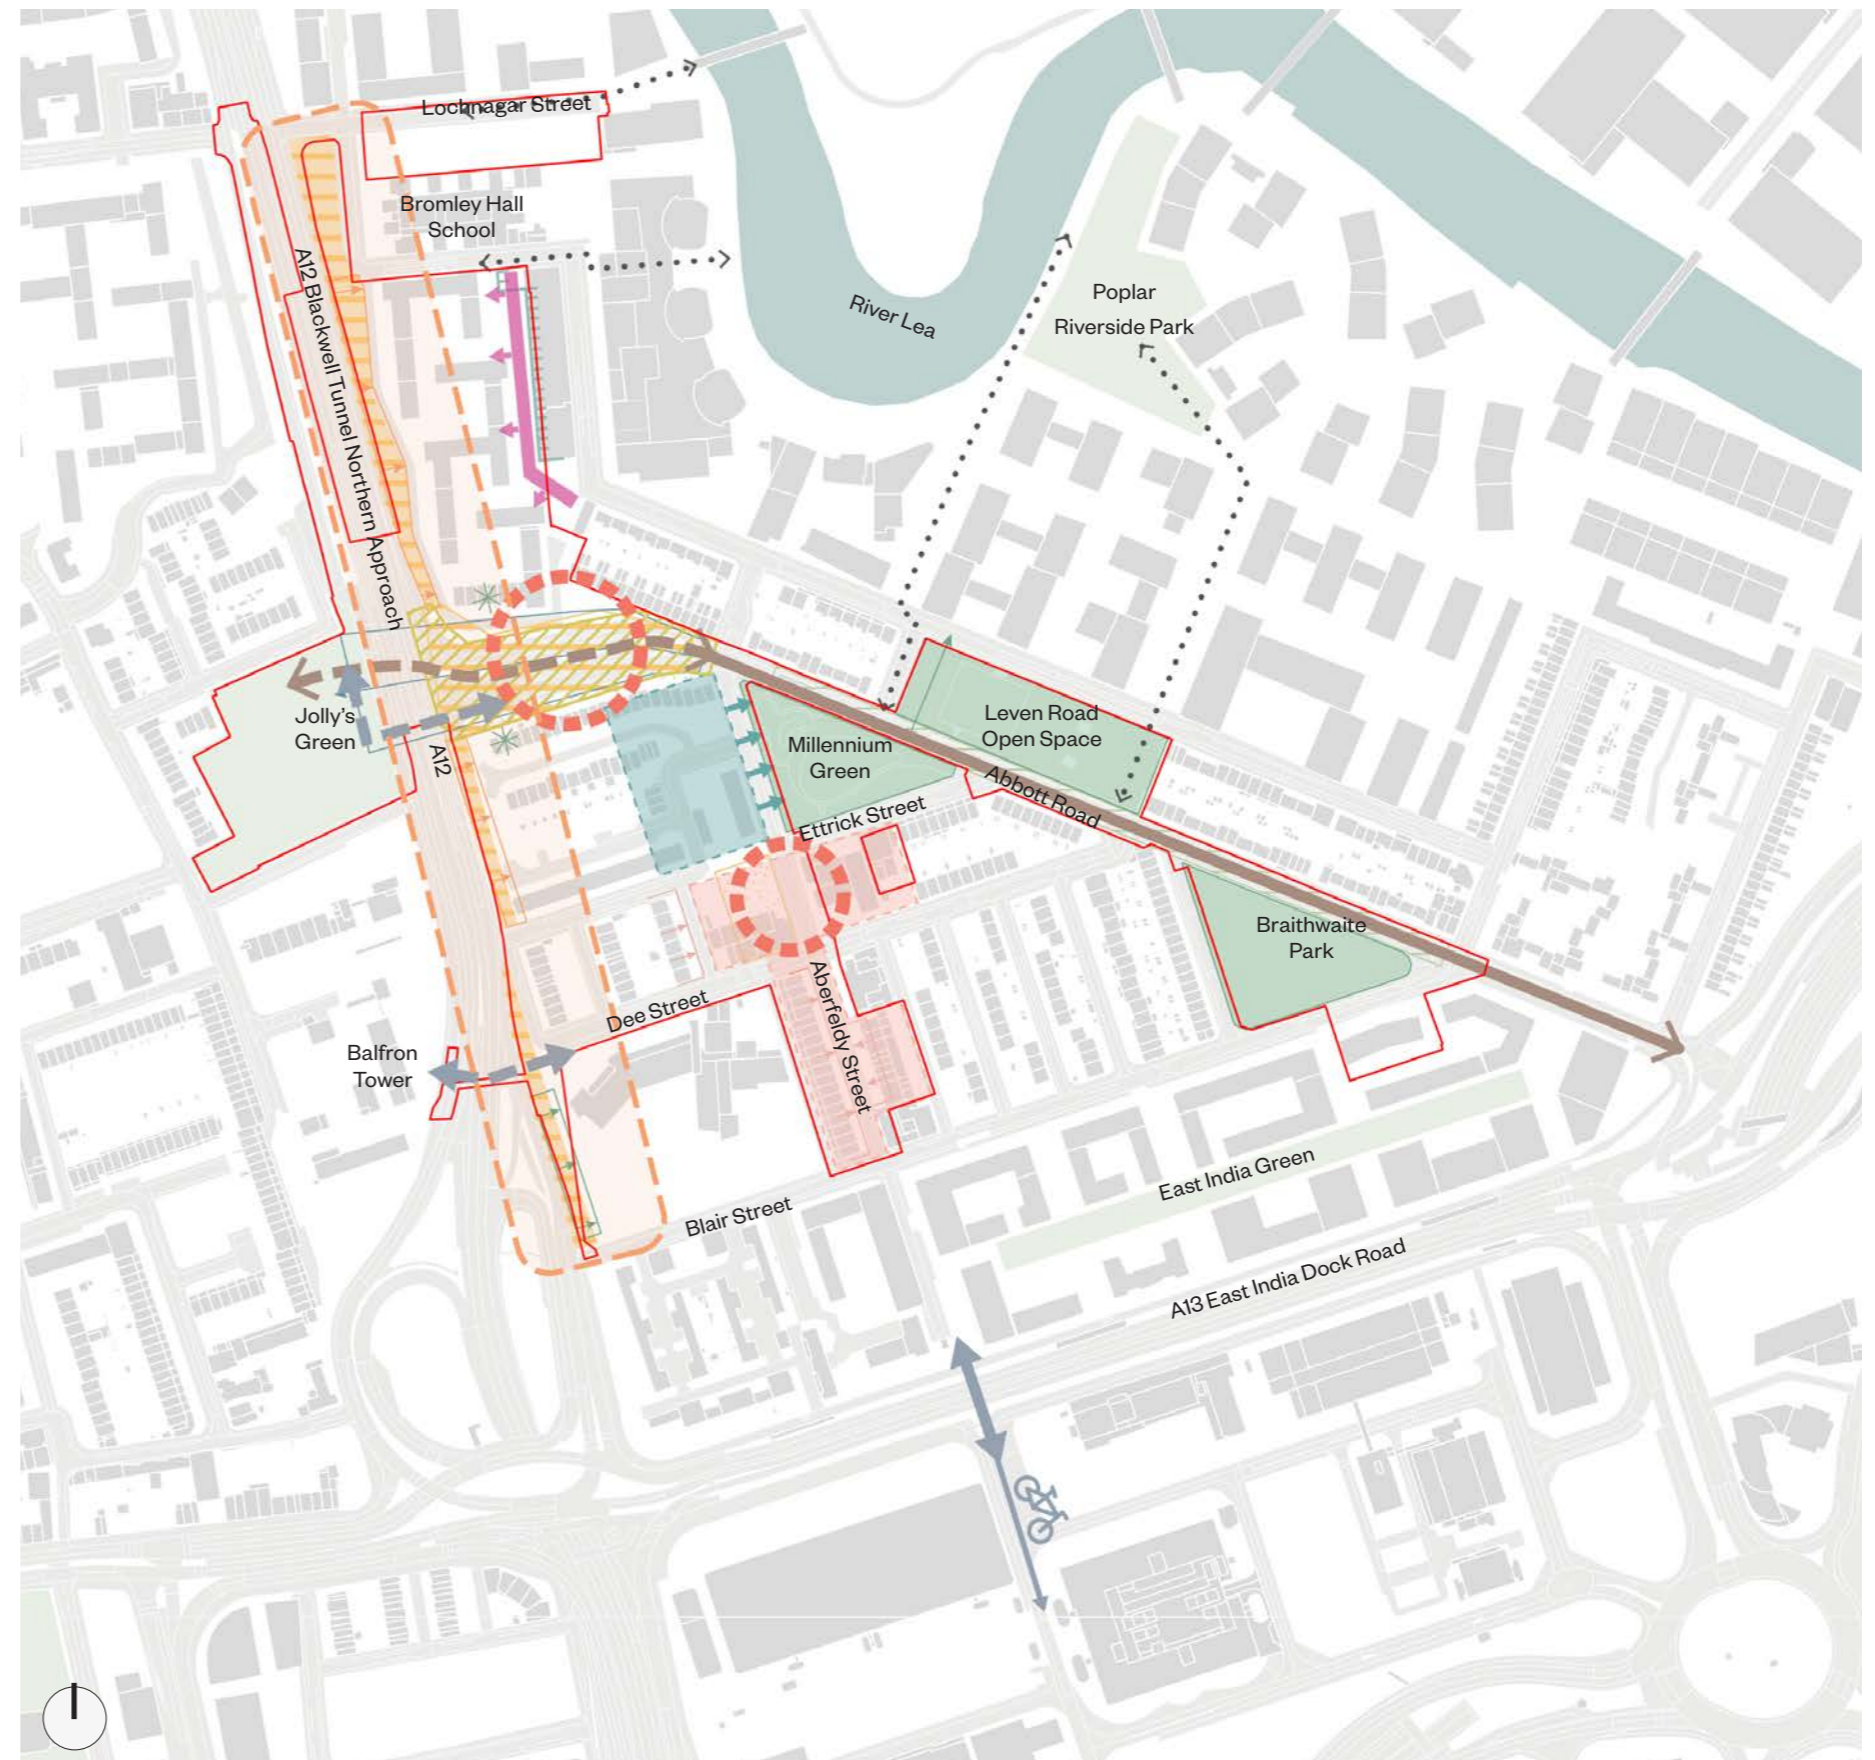 Lochnagar Street
Bromley Hall
School
A12 Blackwell Tunnel Northern Approach
River Lea
Poplar
Riverside Park
Jolly's
Green
A12
Millennium
Green
Leven Road
Open Space
Abbott Road
Ettrick Street
Braithwaite
Park
Dee Street
Aberfeldy Street
Balfron
Tower
East India Green
Blair Street
A13 East India Dock Road